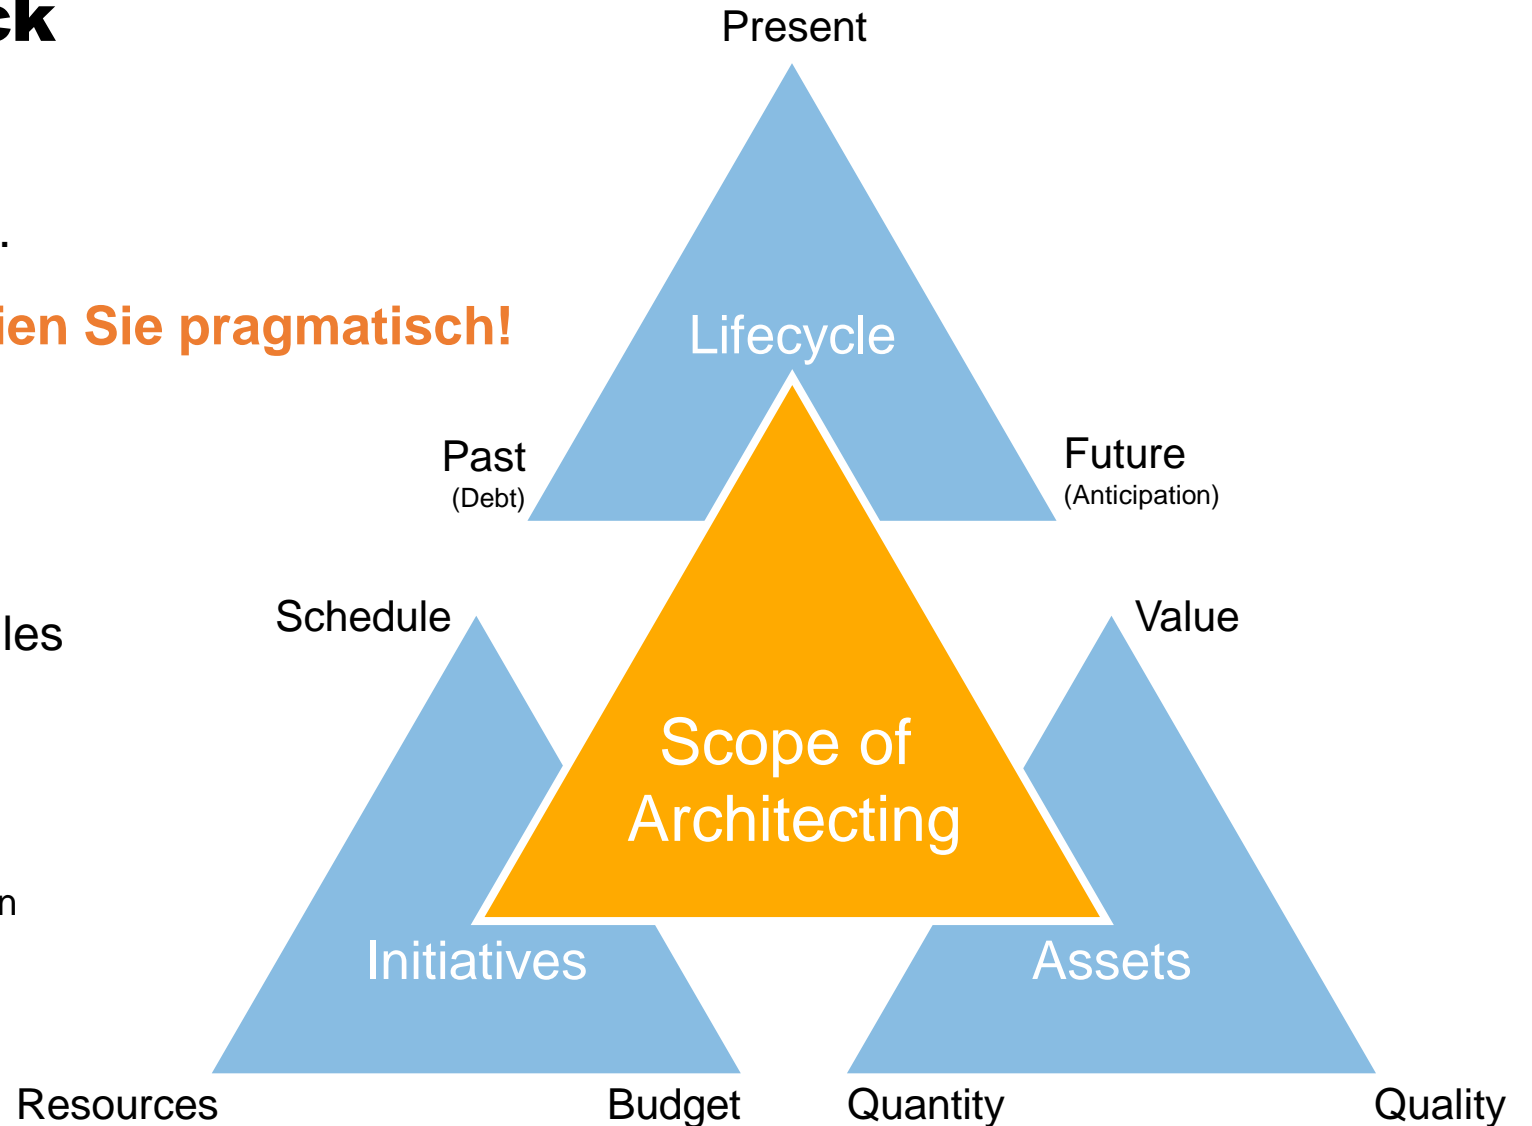 ck
Present
.
ien Sie pragmatisch!
Lifecycle
Past
(Debt)
Future
(Anticipation)
Schedule
Value
les
Scope of
Architecting
n
Initiatives
Assets
Resources
Budget
Quantity
Quality